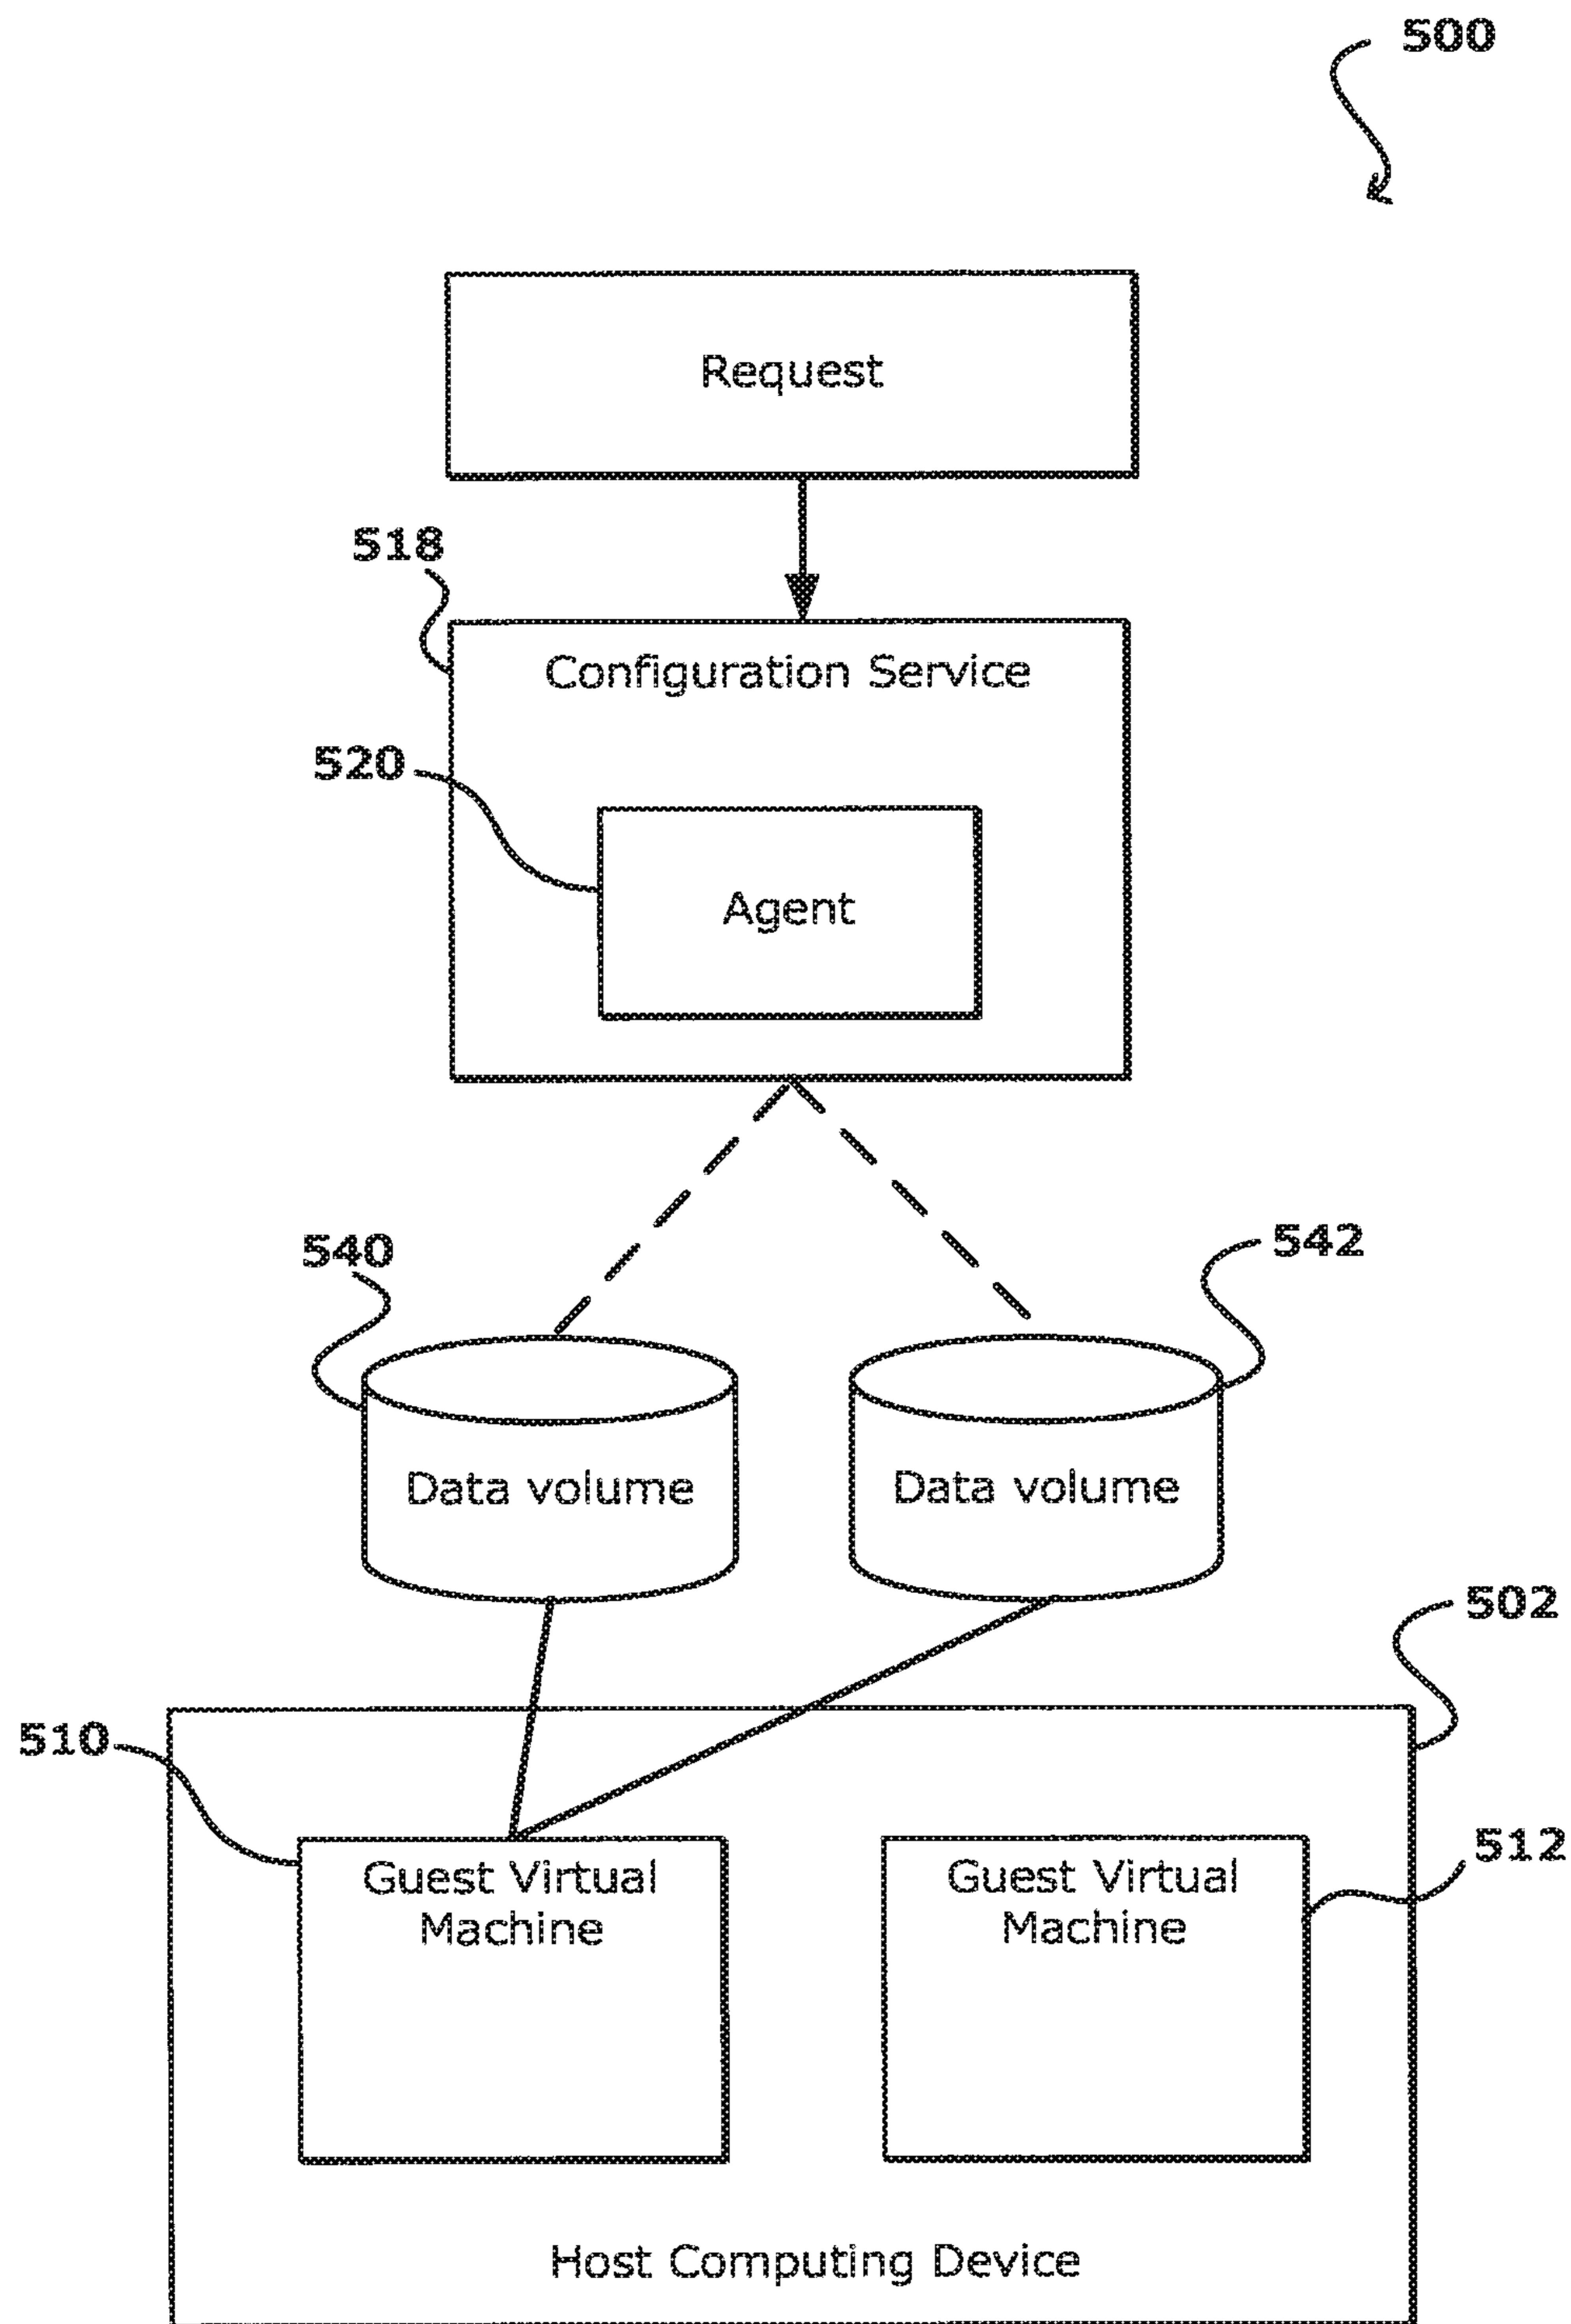 500
Request
518
Configuration Service
520
Agent
540
542
Data volume
Data volume
502
510
512
Guest Virtual
Machine
Guest Virtual
Machine
Host Computing Device